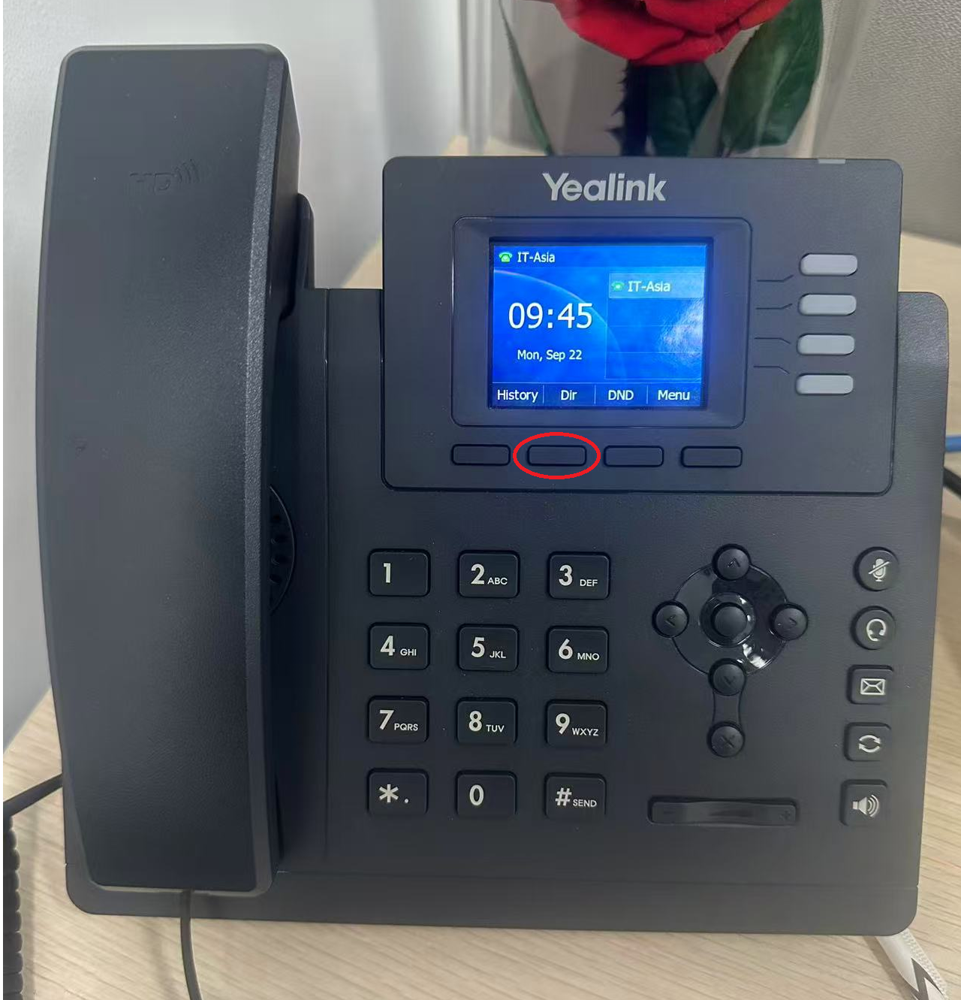 HD
Yealink
IT-Asia
IT-Asia
09:45
Mon, Sep 22
History Dir DND Menu
1 2 ABC 3 DEF
4 GHI 5 JKL 6 MNO
7 PQRS 8 TUV 9 WXYZ
*. 0 # SEND